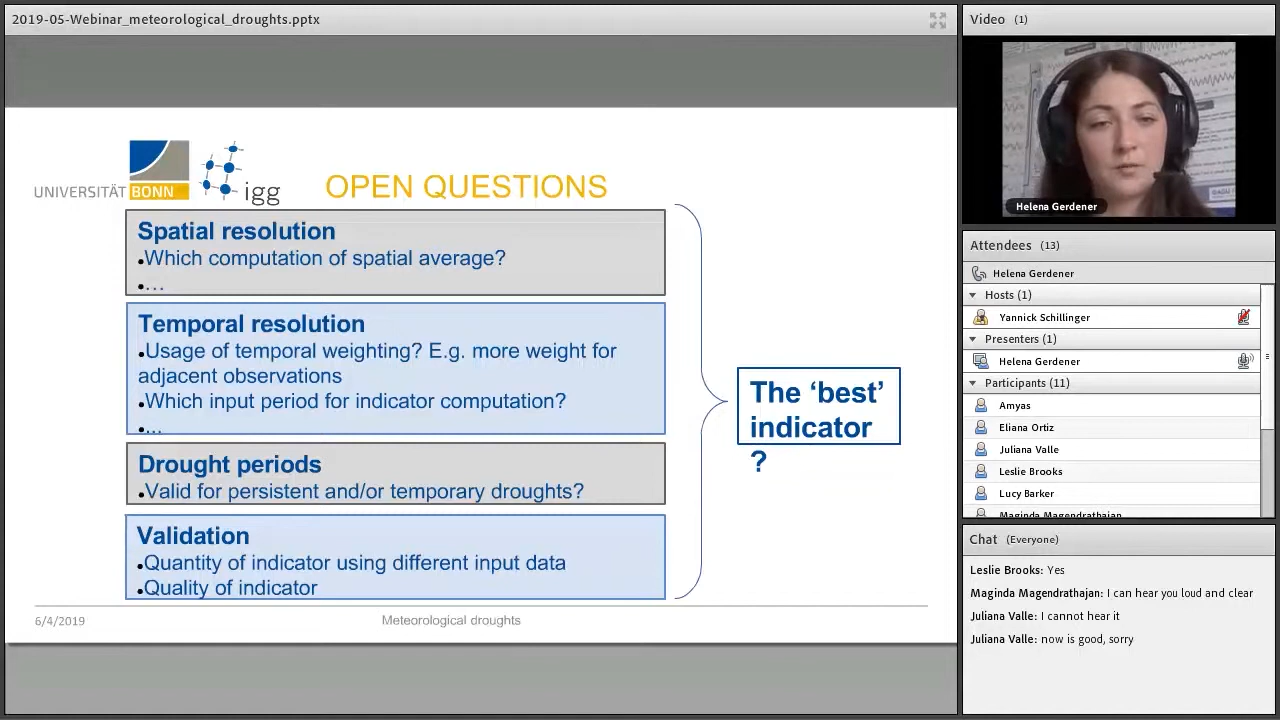 2019-05-Webinar_meteorological_droughts.pptx
UNIVERSITÄT BONN
igg
OPEN QUESTIONS
Spatial resolution
•Which computation of spatial average?
•...
Temporal resolution
•Usage of temporal weighting? E.g. more weight for
adjacent observations
•Which input period for indicator computation?
•...
Drought periods
•Valid for persistent and/or temporary droughts?
Validation
•Quantity of indicator using different input data
•Quality of indicator
The ‘best’
indicator
?
6/4/2019
Meteorological droughts
Video (1)
Helena Gerdener
Attendees (13)
Helena Gerdener
Hosts (1)
Yannick Schillinger
Presenters (1)
Helena Gerdener
Participants (11)
Amyas
Eliana Ortiz
Juliana Valle
Leslie Brooks
Lucy Barker
Maginda Magendrathajan
Chat (Everyone)
Leslie Brooks: Yes
Maginda Magendrathajan: I can hear you loud and clear
Juliana Valle: I cannot hear it
Juliana Valle: now is good, sorry